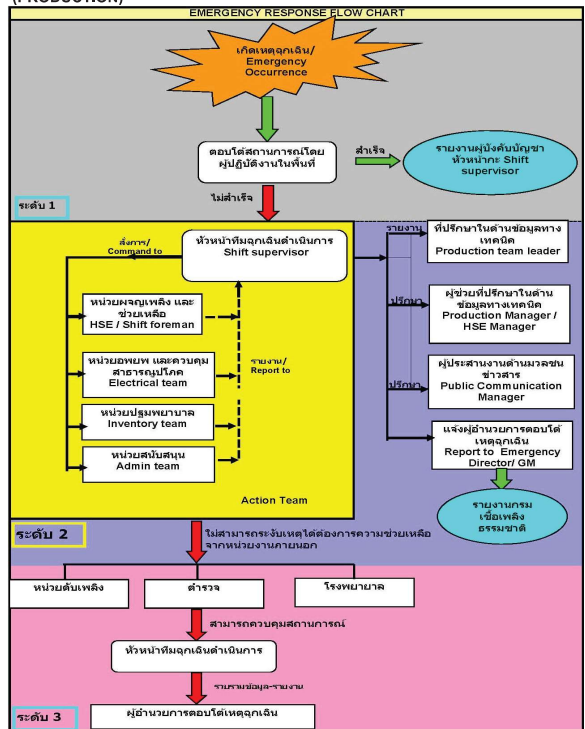 (PRODUCTION)
EMERGENCY RESPONSE FLOW CHART
เกิดเหตุฉุกเฉิน/
Emergency
Occurrence
ตอบโต้สถานการณ์โดย
ผู้ปฏิบัติงานในพื้นที่
สำเร็จ
รายงานผู้บังคับบัญชา
หัวหน้ากะ Shift
supervisor
ไม่สำเร็จ
ระดับ 1
สั่งการ/
Command to
หัวหน้าทีมฉุกเฉินดำเนินการ
Shift supervisor
หน่วยผจญเพลิง และ
ช่วยเหลือ
HSE / Shift foreman
หน่วยอพยพ และควบคุม
สาธารณูปโภค
Electrical team
หน่วยปฐมพยาบาล
Inventory team
หน่วยสนับสนุน
Admin team
รายงาน/
Report to
Action Team
รายงาน
ที่ปรึกษาในด้านข้อมูลทาง
เทคนิค
Production team leader
ปรึกษา
ผู้ช่วยที่ปรึกษาในด้าน
ข้อมูลทางเทคนิค
Production Manager /
HSE Manager
ปรึกษา
ผู้ประสานงานด้านมวลชน
ข่าวสาร
Public Communication
Manager
แจ้งผู้อำนวยการตอบโต้
เหตุฉุกเฉิน
Report to Emergency
Director/ GM
รายงานกรม
เชื้อเพลิง
ธรรมชาติ
ระดับ 2
ไม่สามารถระงับเหตุได้ต้องการความช่วยเหลือ
จากหน่วยงานภายนอก
หน่วยดับเพลิง
ตำรวจ
โรงพยายาล
สามารถควบคุมสถานการณ์
หัวหน้าทีมฉุกเฉินดำเนินการ
รวบรวมข้อมูล-รายงาน
ระดับ 3
ผู้อำนวยการตอบโต้เหตุฉุกเฉิน